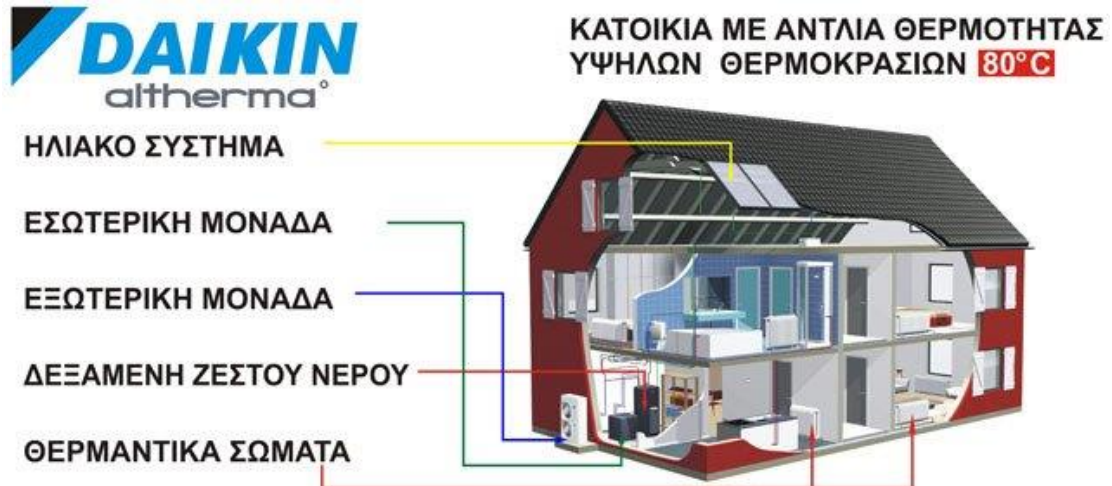 DAIKIN
altherma°
ΚΑΤΟΙΚΙΑ ΜΕ ΑΝΤΛΙΑ ΘΕΡΜΟΤΗΤΑΣ
ΥΨΗΛΩΝ ΘΕΡΜΟΚΡΑΣΙΩΝ 80°C
ΗΛΙΑΚΟ ΣΥΣΤΗΜΑ
ΕΣΩΤΕΡΙΚΗ ΜΟΝΑΔΑ
ΕΞΩΤΕΡΙΚΗ ΜΟΝΑΔΑ
ΔΕΞΑΜΕΝΗ ΖΕΣΤΟΥ ΝΕΡΟΥ
ΘΕΡΜΑΝΤΙΚΑ ΣΩΜΑΤΑ